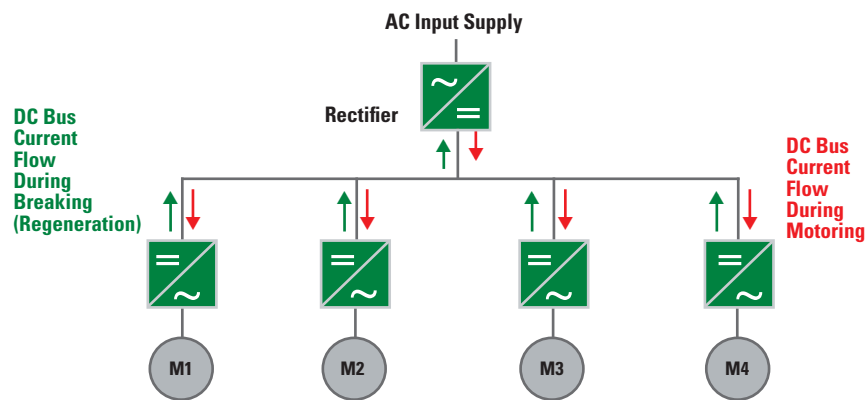 AC Input Supply
Rectifier
DC Bus
Current
Flow
During
Breaking
(Regeneration)
DC Bus
Current
Flow
During
Motoring
M1
M2
M3
M4